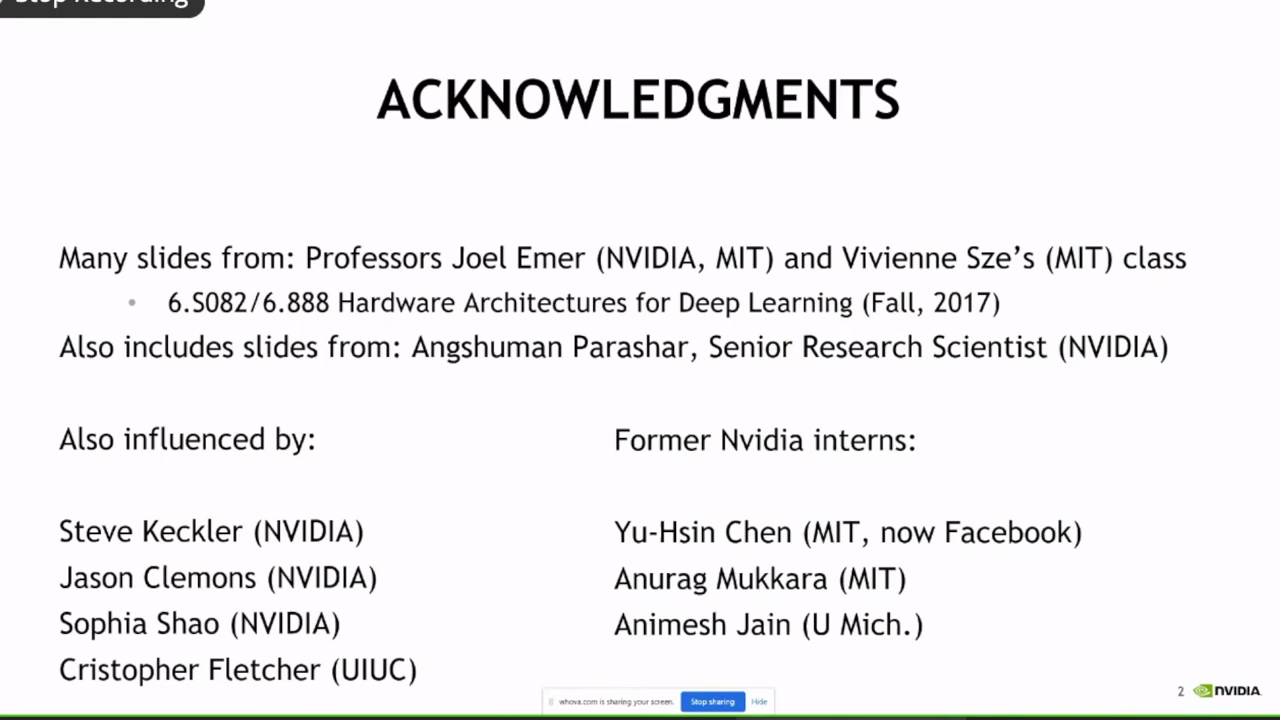 Stop Recording
ACKNOWLEDGMENTS
Many slides from: Professors Joel Emer (NVIDIA, MIT) and Vivienne Sze’s (MIT) class
• 6.S082/6.888 Hardware Architectures for Deep Learning (Fall, 2017)
Also includes slides from: Angshuman Parashar, Senior Research Scientist (NVIDIA)
Also influenced by:
Steve Keckler (NVIDIA)
Jason Clemons (NVIDIA)
Sophia Shao (NVIDIA)
Cristopher Fletcher (UIUC)
Former Nvidia interns:
Yu-Hsin Chen (MIT, now Facebook)
Anurag Mukkara (MIT)
Animesh Jain (U Mich.)
whova.com is sharing your screen. Stop sharing Hide
2 NVIDIA.